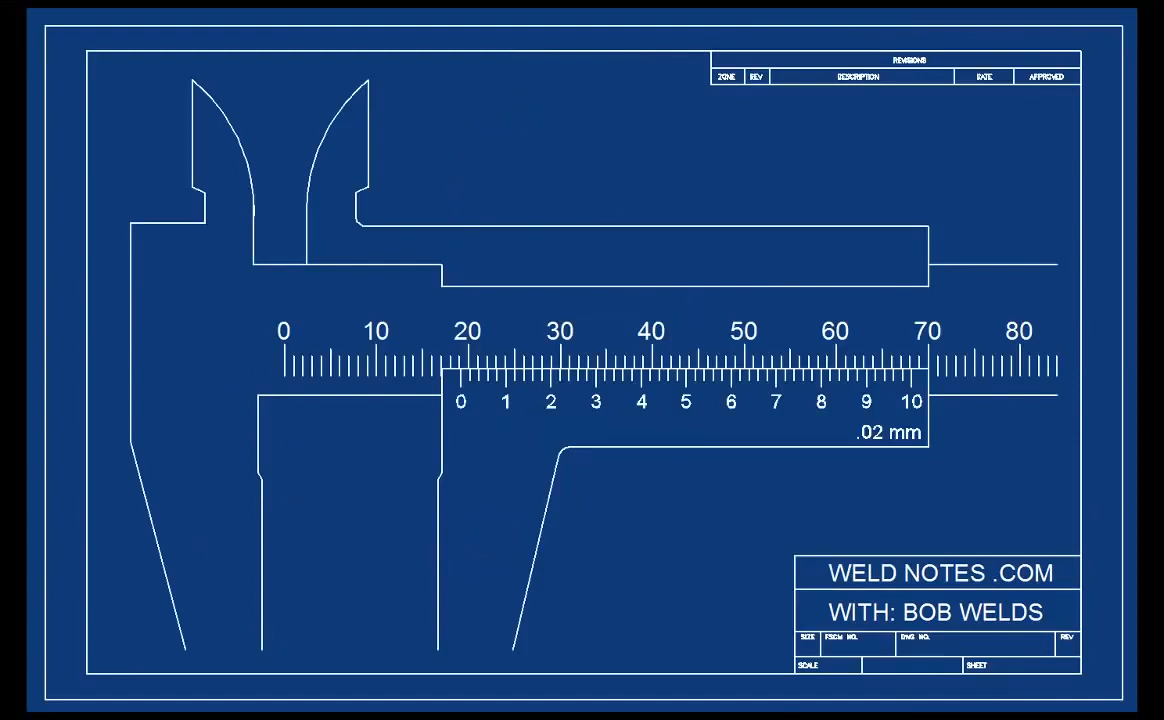 REVISIONS
ZONE REV DESCRIPTION DATE APPROVED
0 10 20 30 40 50 60 70 80
0 1 2 3 4 5 6 7 8 9 10
.02 mm
WELD NOTES .COM
WITH: BOB WELDS
SIZE FSCM NO. DWG NO. REV
SCALE SHEET